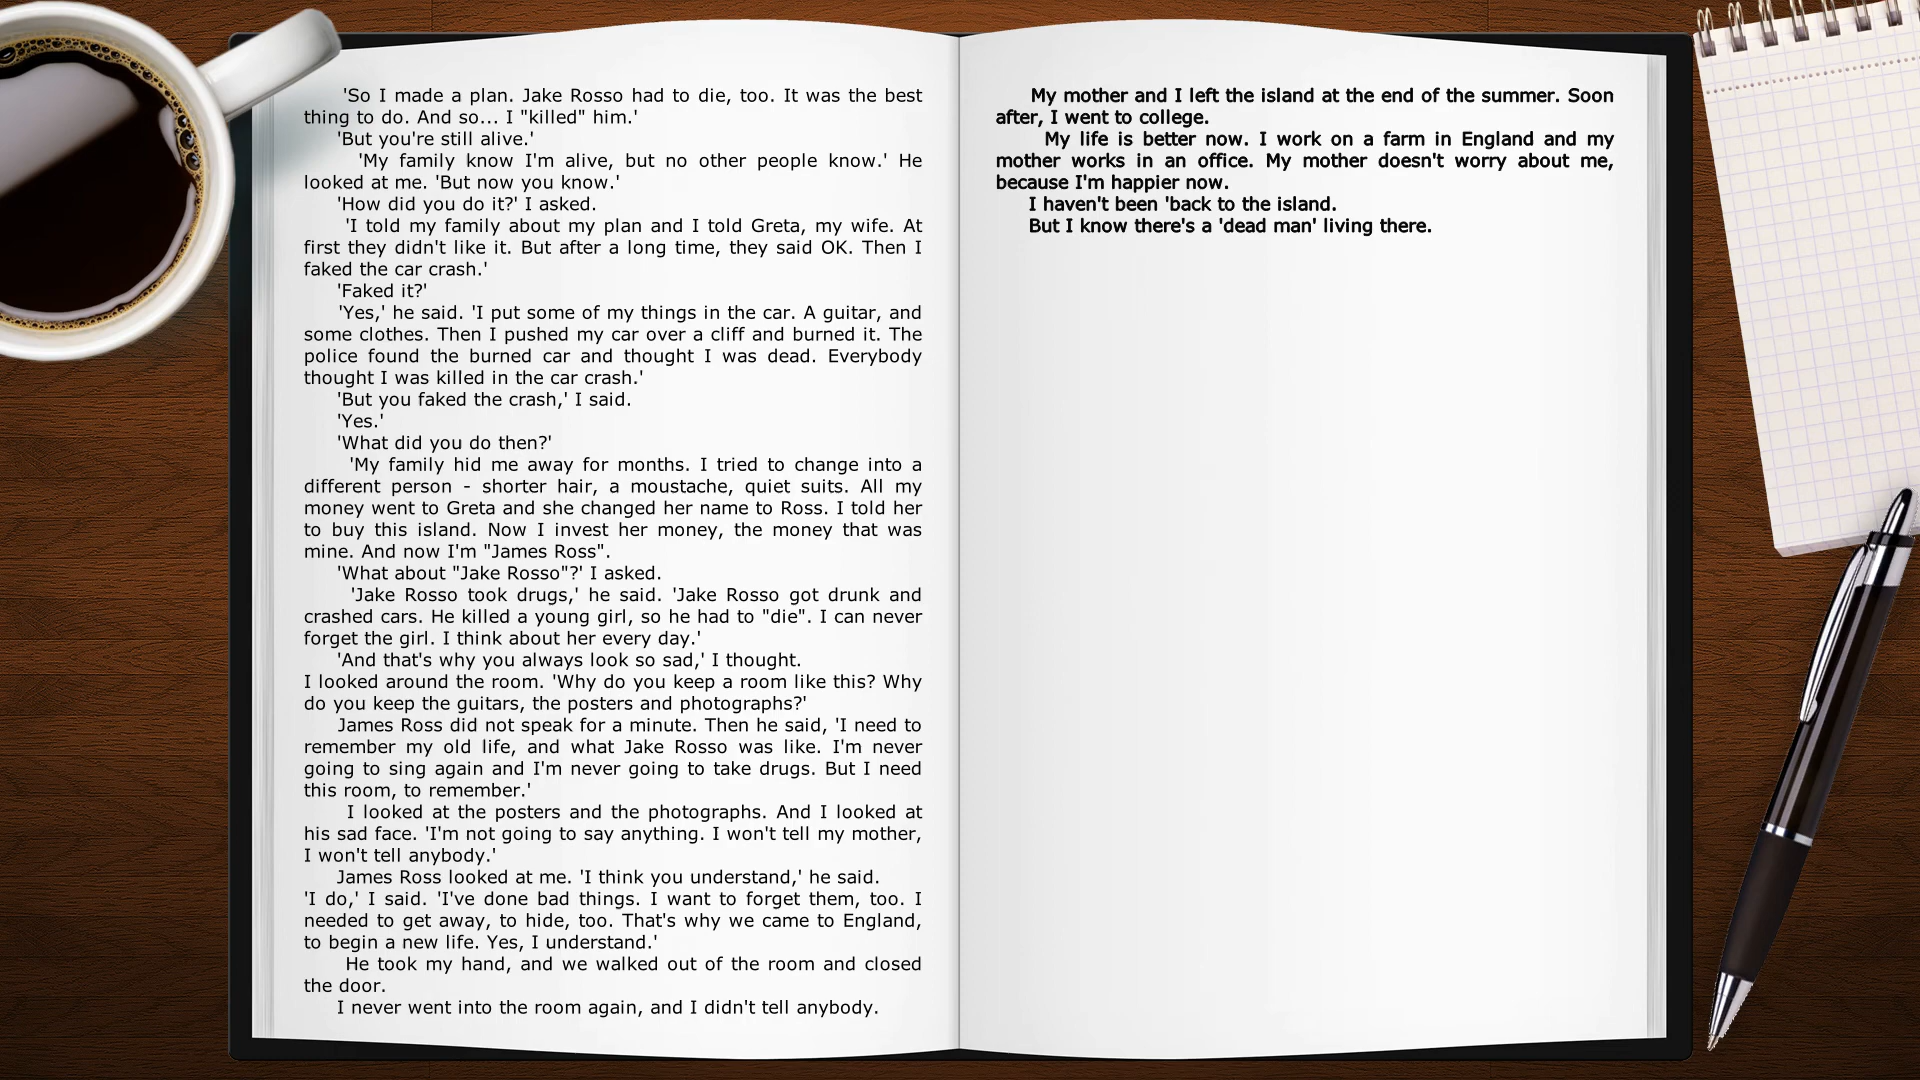 'So I made a plan. Jake Rosso had to die, too. It was the best
thing to do. And so... I "killed" him.'
'But you're still alive.'
'My family know I'm alive, but no other people know.' He
looked at me. 'But now you know.'
'How did you do it?' I asked.
'I told my family about my plan and I told Greta, my wife. At
first they didn't like it. But after a long time, they said OK. Then I
faked the car crash.'
'Faked it?'
'Yes,' he said. 'I put some of my things in the car. A guitar, and
some clothes. Then I pushed my car over a cliff and burned it. The
police found the burned car and thought I was dead. Everybody
thought I was killed in the car crash.'
'But you faked the crash,' I said.
'Yes.'
'What did you do then?'
'My family hid me away for months. I tried to change into a
different person - shorter hair, a moustache, quiet suits. All my
money went to Greta and she changed her name to Ross. I told her
to buy this island. Now I invest her money, the money that was
mine. And now I'm "James Ross".
'What about "Jake Rosso"?' I asked.
'Jake Rosso took drugs,' he said. 'Jake Rosso got drunk and
crashed cars. He killed a young girl, so he had to "die". I can never
forget the girl. I think about her every day.'
'And that's why you always look so sad,' I thought.
I looked around the room. 'Why do you keep a room like this? Why
do you keep the guitars, the posters and photographs?'
James Ross did not speak for a minute. Then he said, 'I need to
remember my old life, and what Jake Rosso was like. I'm never
going to sing again and I'm never going to take drugs. But I need
this room, to remember.'
I looked at the posters and the photographs. And I looked at
his sad face. 'I'm not going to say anything. I won't tell my mother,
I won't tell anybody.'
James Ross looked at me. 'I think you understand,' he said.
'I do,' I said. 'I've done bad things. I want to forget them, too. I
needed to get away, to hide, too. That's why we came to England,
to begin a new life. Yes, I understand.'
He took my hand, and we walked out of the room and closed
the door.
I never went into the room again, and I didn't tell anybody.
My mother and I left the island at the end of the summer. Soon
after, I went to college.
My life is better now. I work on a farm in England and my
mother works in an office. My mother doesn't worry about me,
because I'm happier now.
I haven't been 'back to the island.
But I know there's a 'dead man' living there.